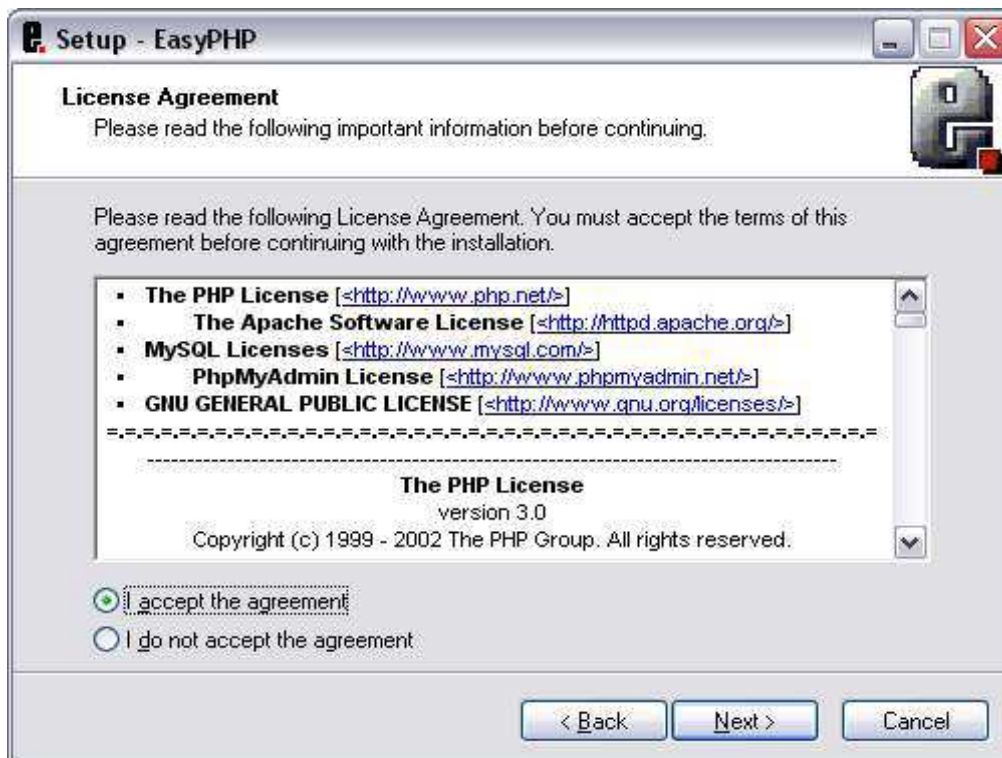 Setup - EasyPHP
License Agreement
Please read the following important information before continuing.
Please read the following License Agreement. You must accept the terms of this
agreement before continuing with the installation.
▪ The PHP License [<http://www.php.net/>]
▪ The Apache Software License [<http://httpd.apache.org/>]
▪ MySQL Licenses [<http://www.mysql.com/>]
▪ PhpMyAdmin License [<http://www.phpmyadmin.net/>]
▪ GNU GENERAL PUBLIC LICENSE [<http://www.gnu.org/licenses/>]
The PHP License
version 3.0
Copyright (c) 1999 - 2002 The PHP Group. All rights reserved.
I accept the agreement
I do not accept the agreement
< Back Next > Cancel